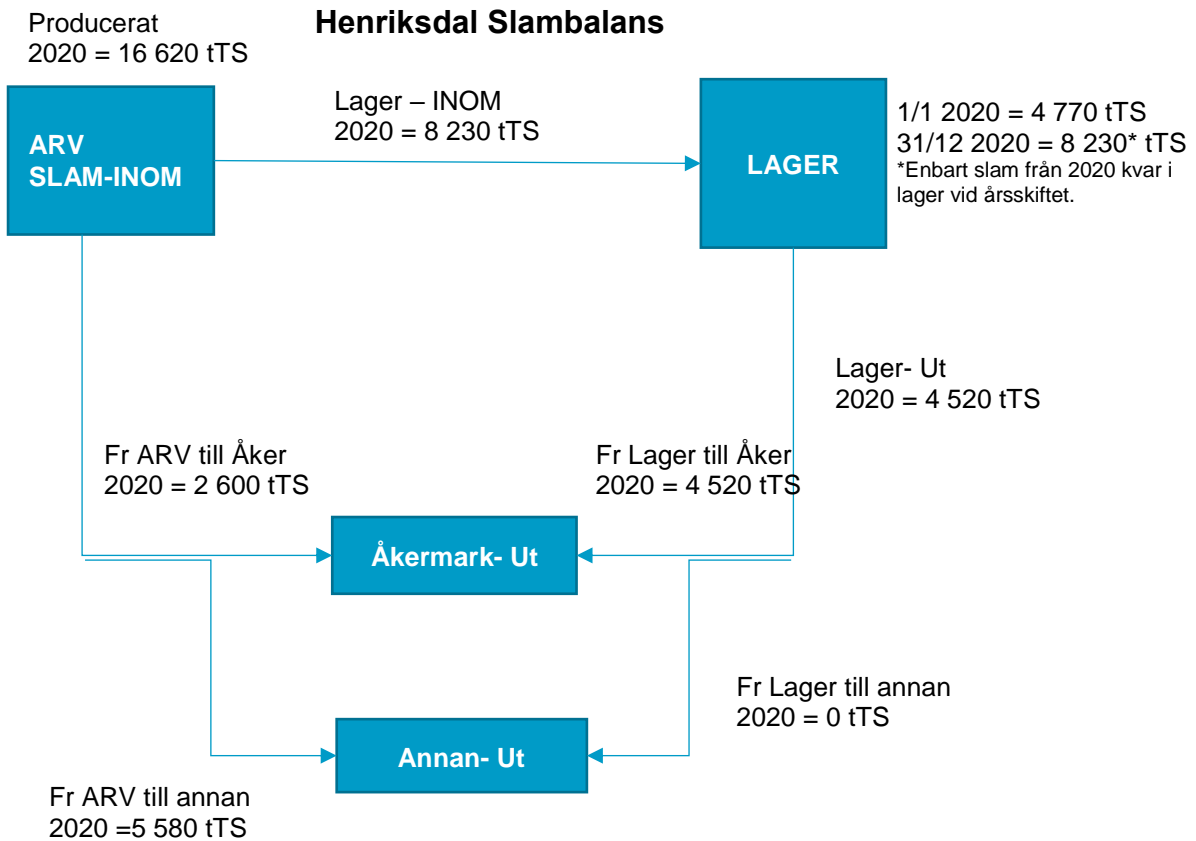 Henriksdal Slambalans
Producerat
2020 = 16 620 tTS
ARV
SLAM-INOM
Lager – INOM
2020 = 8 230 tTS
LAGER
1/1 2020 = 4 770 tTS
31/12 2020 = 8 230* tTS
*Enbart slam från 2020 kvar i
lager vid årsskiftet.
Lager- Ut
2020 = 4 520 tTS
Fr ARV till Åker
2020 = 2 600 tTS
Fr Lager till Åker
2020 = 4 520 tTS
Åkermark- Ut
Fr Lager till annan
2020 = 0 tTS
Annan- Ut
Fr ARV till annan
2020 =5 580 tTS